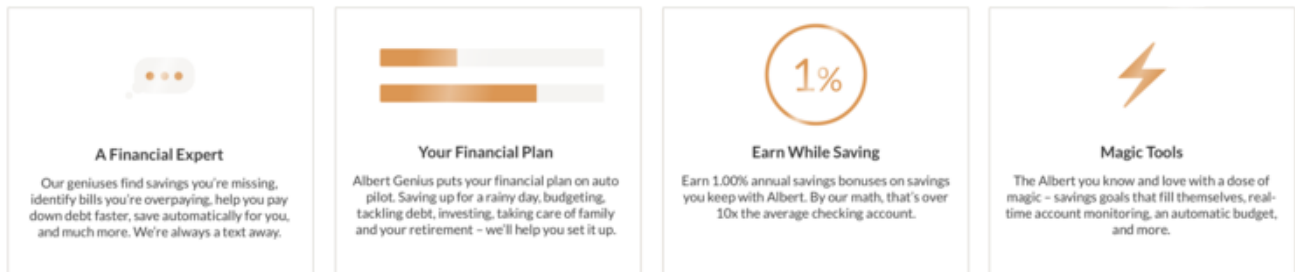 A Financial Expert
Our geniuses find savings you're missing,
identify bills you're overpaying, help you pay
down debt faster, save automatically for you,
and much more. We're always a text away.
Your Financial Plan
Albert Genius puts your financial plan on auto
pilot. Saving up for a rainy day, budgeting,
tackling debt, investing, taking care of family
and your retirement – we'll help you set it up.
1%
Earn While Saving
Earn 1.00% annual savings bonuses on savings
you keep with Albert. By our math, that's over
10x the average checking account.
Magic Tools
The Albert you know and love with a dose of
magic – savings goals that fill themselves, real-
time account monitoring, an automatic budget,
and more.